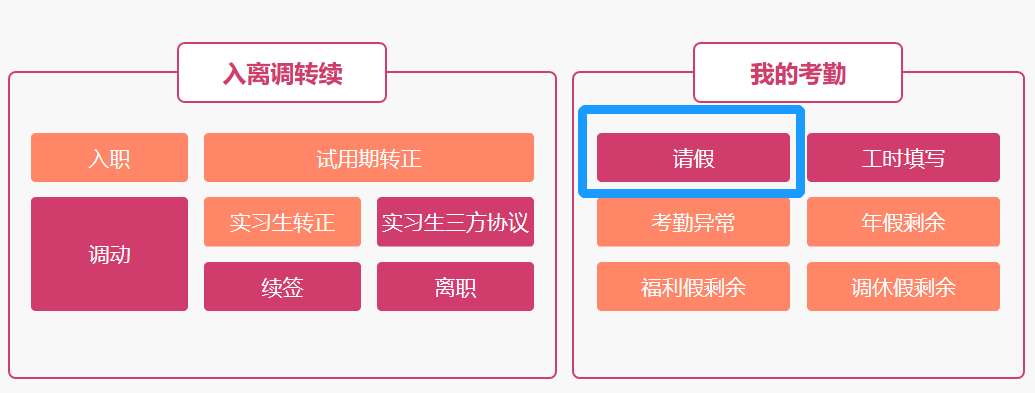 入离调转续
入职
试用期转正
调动
实习生转正
实习生三方协议
续签
离职
我的考勤
请假
工时填写
考勤异常
年假剩余
福利假剩余
调休假剩余